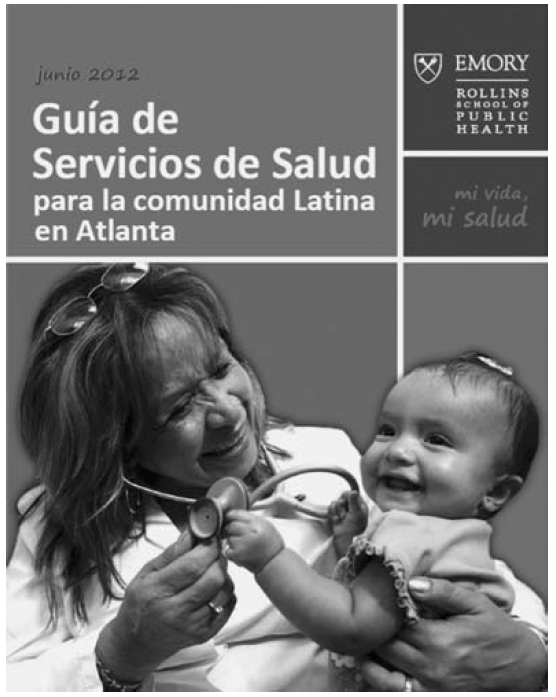 junio 2012
Guía de
Servicios de Salud
para la comunidad Latina
en Atlanta
EMORY
ROLLINS
SCHOOL OF
PUBLIC
HEALTH
mi vida,
mi salud